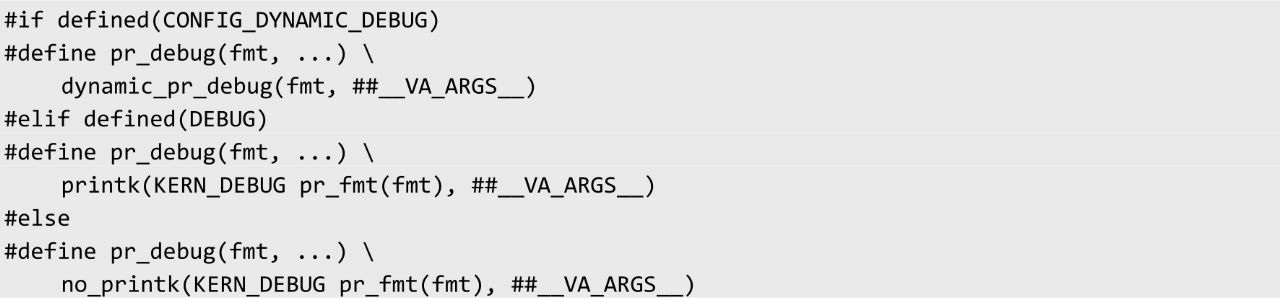 #if defined(CONFIG_DYNAMIC_DEBUG)
#define pr_debug(fmt, ...) \
    dynamic_pr_debug(fmt, ##__VA_ARGS__)
#elif defined(DEBUG)
#define pr_debug(fmt, ...) \
    printk(KERN_DEBUG pr_fmt(fmt), ##__VA_ARGS__)
#else
#define pr_debug(fmt, ...) \
    no_printk(KERN_DEBUG pr_fmt(fmt), ##__VA_ARGS__)